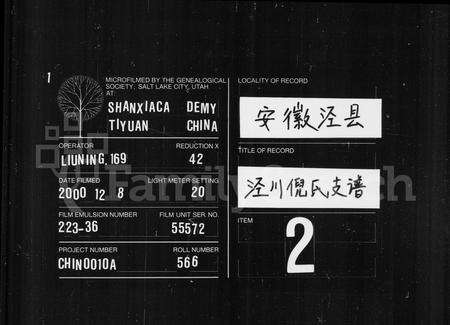 1
MICROFILMED BY THE GENEALOGICAL
SOCIETY, SALT LAKE CITY, UTAH
AT:
SHANXIACA DEMY
TIYUAN CHINA
OPERATOR REDUCTION X
LIUNING,169 42
DATE FILMED LIGHT METER SETTING
2000 12 8 20
FILM EMULSION NUMBER FILM UNIT SER. NO.
223-36 55572
PROJECT NUMBER ROLL NUMBER
CHIN0010A 566
LOCALITY OF RECORD
安徽泾县
TITLE OF RECORD
泾川倪氏支谱
ITEM
2
FamilySearch